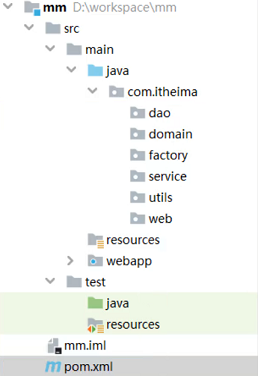 mm D:\workspace\mm
src
main
java
com.itheima
dao
domain
factory
service
utils
web
resources
webapp
test
java
resources
mm.iml
pom.xml